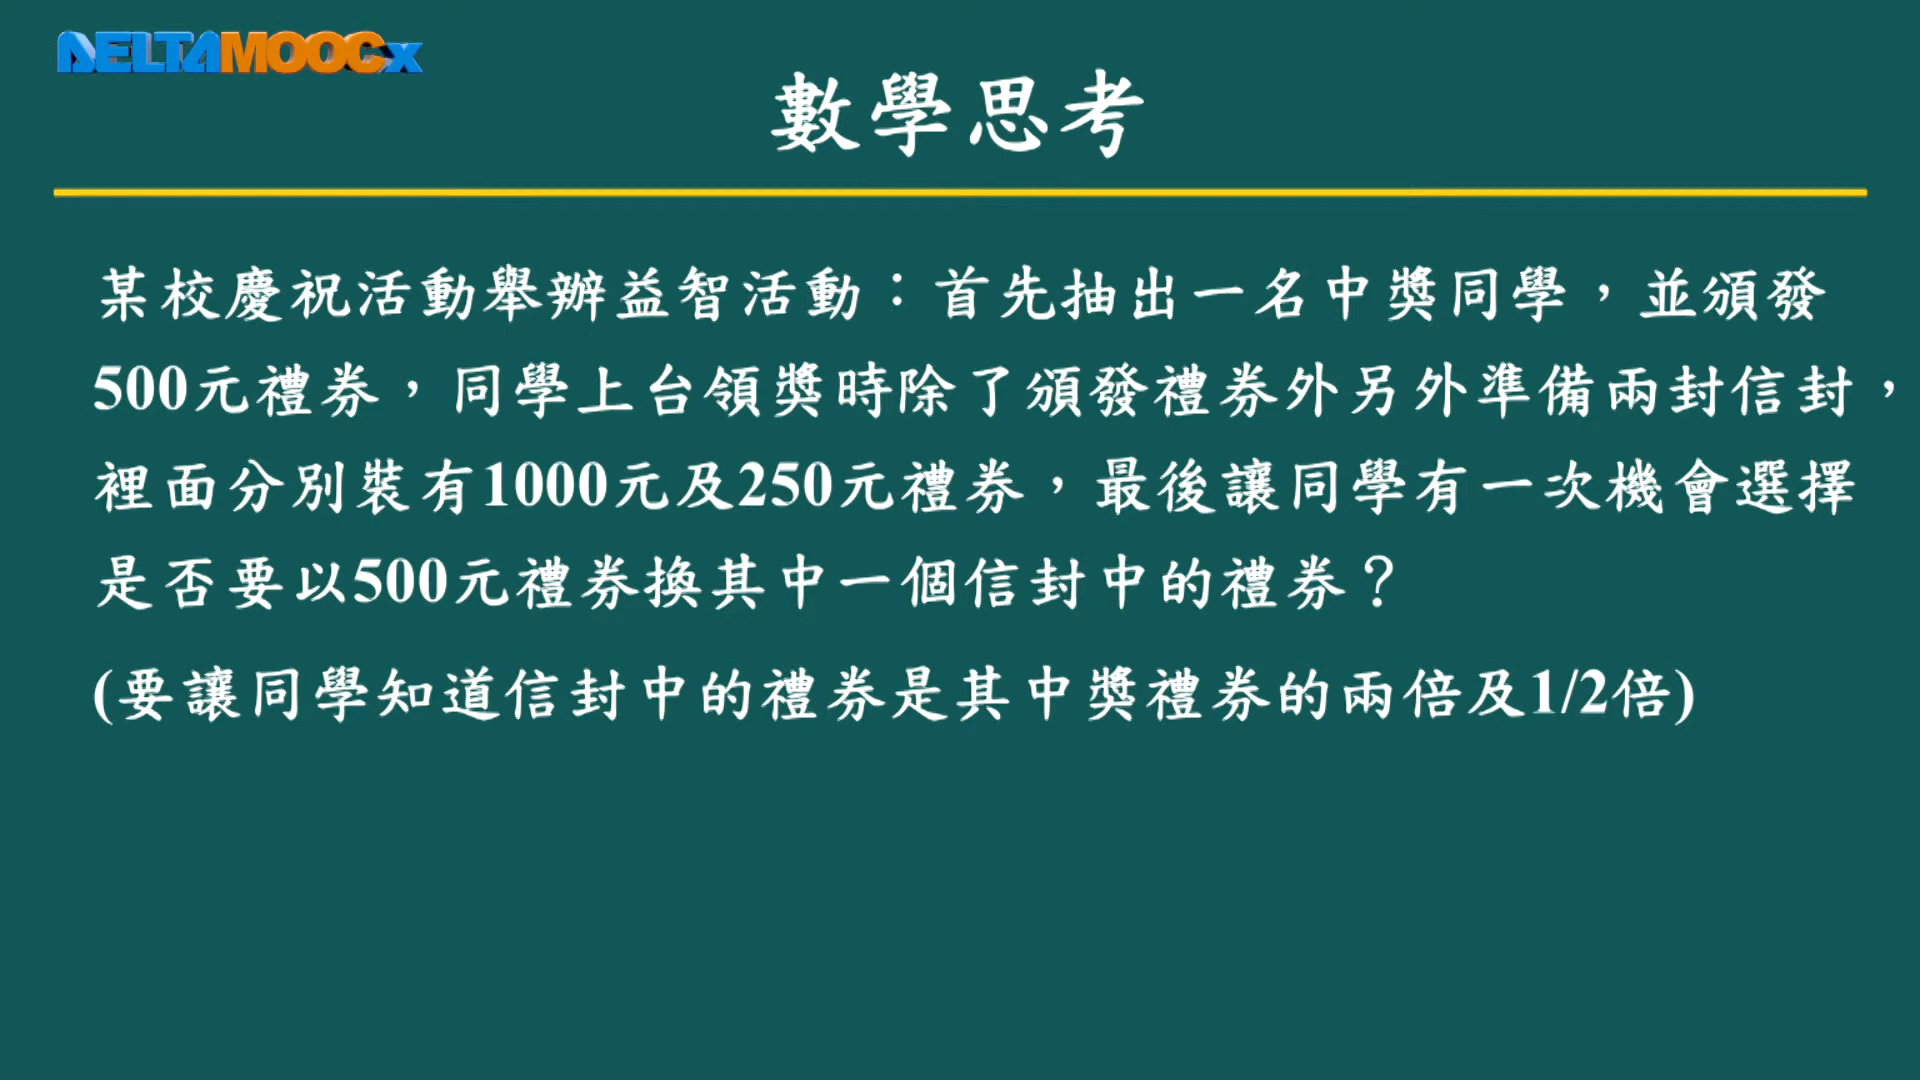 DELTAMOOCx
數學思考
某校慶祝活動舉辦益智活動：首先抽出一名中獎同學，並頒發
500元禮券，同學上台領獎時除了頒發禮券外另外準備兩封信封，
裡面分別裝有1000元及250元禮券，最後讓同學有一次機會選擇
是否要以500元禮券換其中一個信封中的禮券？
(要讓同學知道信封中的禮券是其中獎禮券的兩倍及1/2倍)